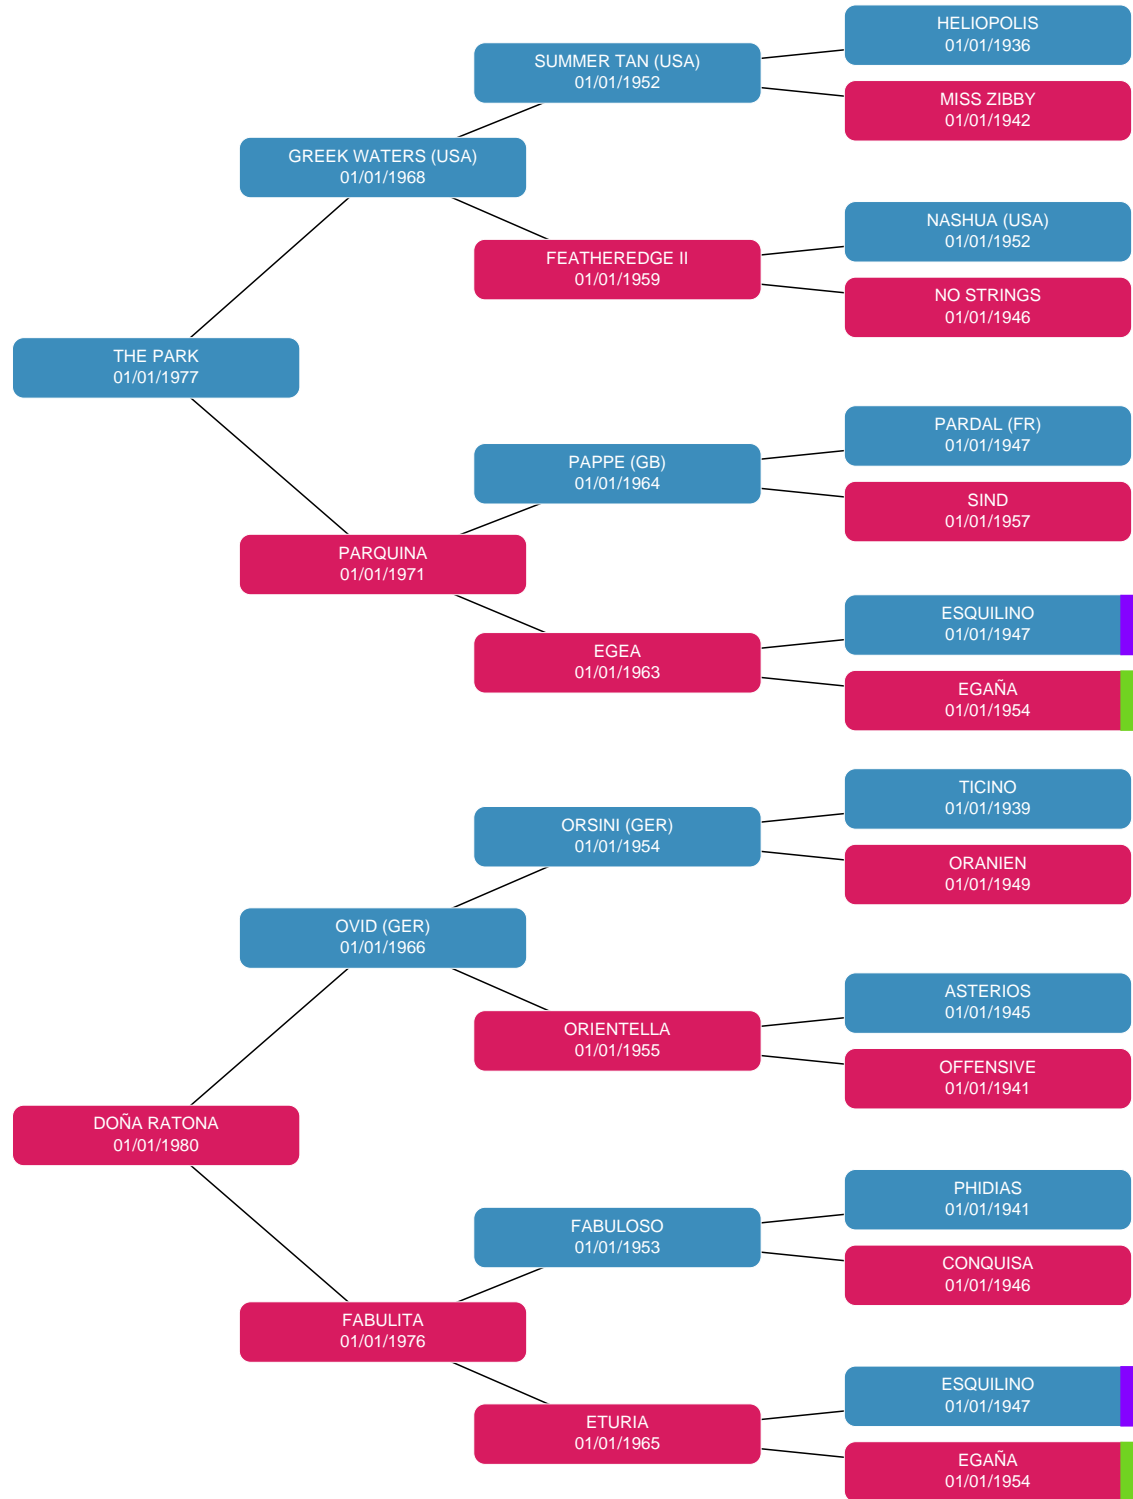 HELIOPOLIS
01/01/1936
SUMMER TAN (USA)
01/01/1952
MISS ZIBBY
01/01/1942
GREEK WATERS (USA)
01/01/1968
NASHUA (USA)
01/01/1952
FEATHEREDGE II
01/01/1959
NO STRINGS
01/01/1946
THE PARK
01/01/1977
PARDAL (FR)
01/01/1947
PAPPE (GB)
01/01/1964
SIND
01/01/1957
PARQUINA
01/01/1971
ESQUILINO
01/01/1947
EGEA
01/01/1963
EGAÑA
01/01/1954
TICINO
01/01/1939
ORSINI (GER)
01/01/1954
ORANIEN
01/01/1949
OVID (GER)
01/01/1966
ASTERIOS
01/01/1945
ORIENTELLA
01/01/1955
OFFENSIVE
01/01/1941
DOÑA RATONA
01/01/1980
PHIDIAS
01/01/1941
FABULOSO
01/01/1953
CONQUISA
01/01/1946
FABULITA
01/01/1976
ESQUILINO
01/01/1947
ETURIA
01/01/1965
EGAÑA
01/01/1954